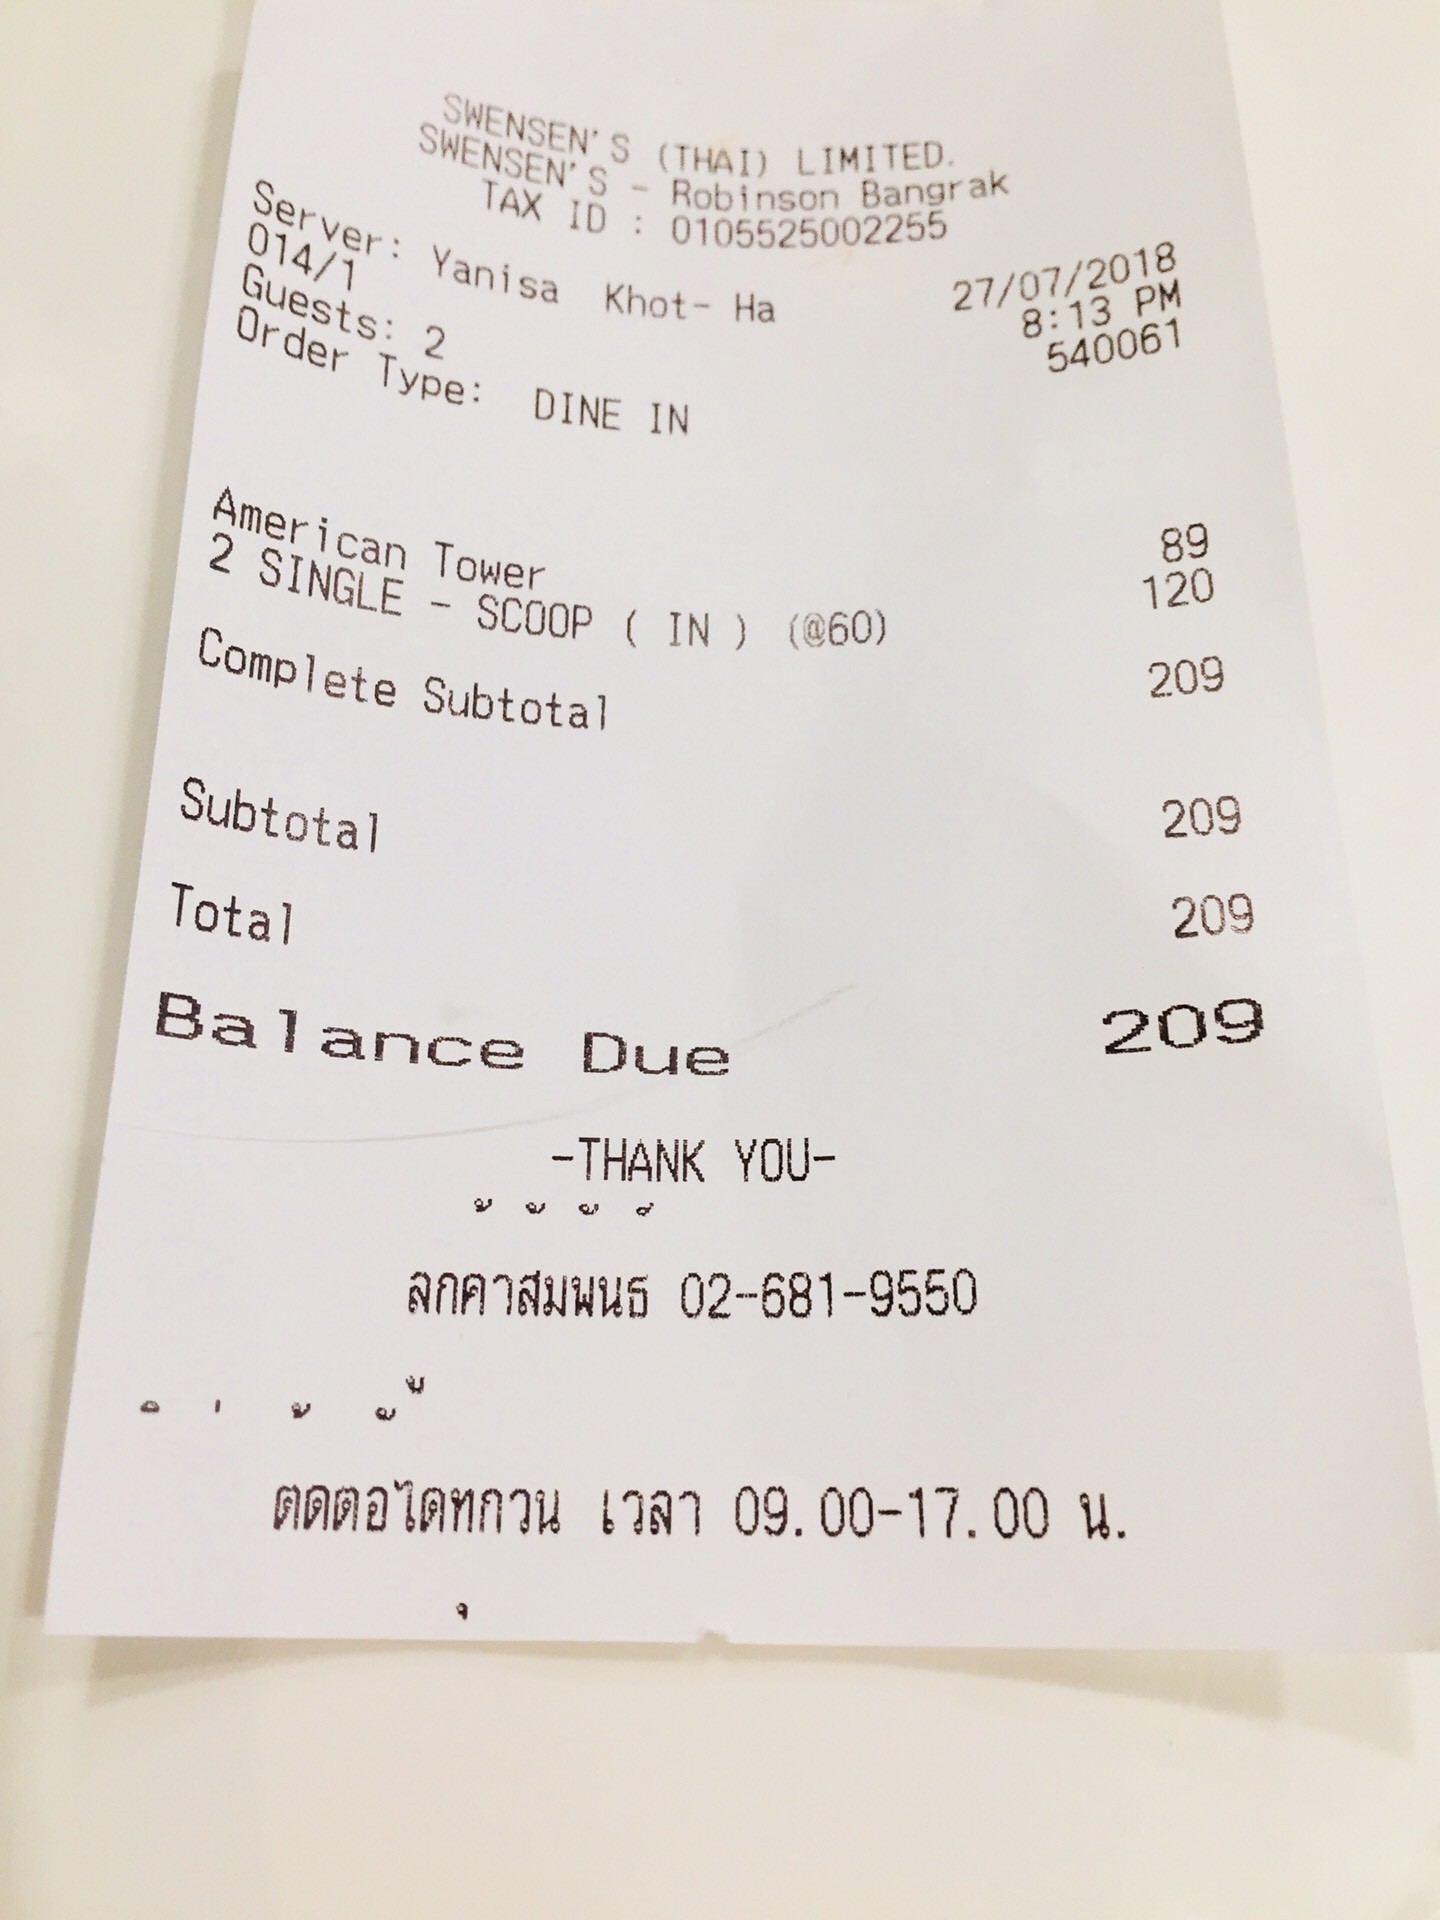 SWENSEN'S (THAI) LIMITED.
SWENSEN'S - Robinson Bangrak
TAX ID : 0105525002255
Server: Yanisa Khot- Ha 27/07/2018
014/1 8:13 PM
Guests: 2 540061
Order Type: DINE IN
American Tower 89
2 SINGLE - SCOOP ( IN ) (@60) 120
Complete Subtotal 209
Subtotal 209
Total 209
Balance Due 209
-THANK YOU-
ลูกค้าสัมพันธ์ 02-681-9550
ติดต่อได้ทุกวัน เวลา 09.00-17.00 น.